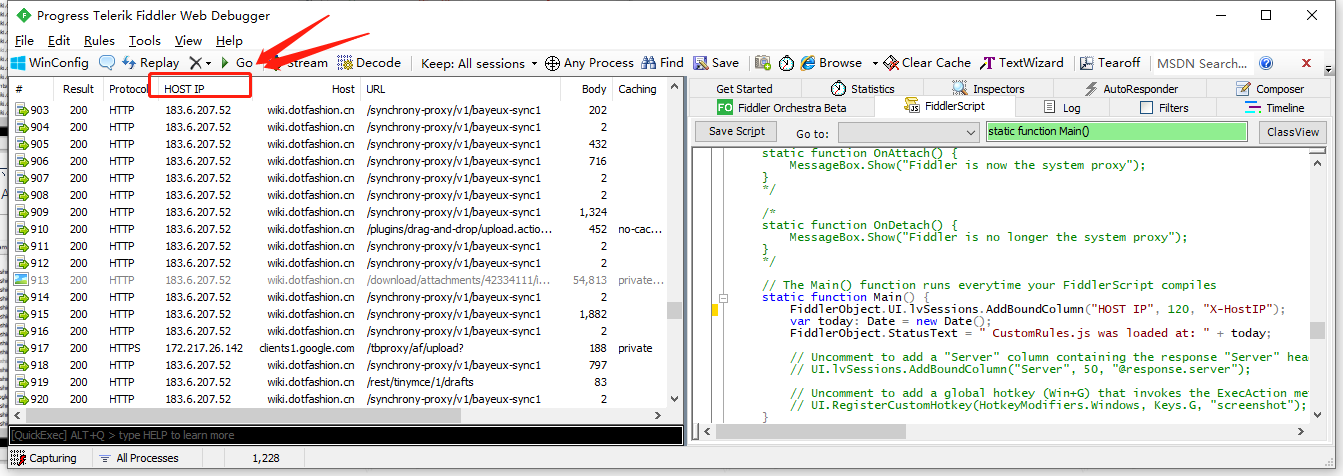 Progress Telerik Fiddler Web Debugger
File Edit Rules Tools View Help
WinConfig Replay Go Stream Decode Keep: All sessions Any Process Find Save Browse Clear Cache TextWizard Tearoff MSDN Search...
# Result Protocol HOST IP Host URL Body Caching
903 200 HTTP 183.6.207.52 wiki.dotfashion.cn /synchrony-proxy/v1/bayeux-sync1 202
904 200 HTTP 183.6.207.52 wiki.dotfashion.cn /synchrony-proxy/v1/bayeux-sync1 2
905 200 HTTP 183.6.207.52 wiki.dotfashion.cn /synchrony-proxy/v1/bayeux-sync1 432
906 200 HTTP 183.6.207.52 wiki.dotfashion.cn /synchrony-proxy/v1/bayeux-sync1 716
907 200 HTTP 183.6.207.52 wiki.dotfashion.cn /synchrony-proxy/v1/bayeux-sync1 2
908 200 HTTP 183.6.207.52 wiki.dotfashion.cn /synchrony-proxy/v1/bayeux-sync1 2
909 200 HTTP 183.6.207.52 wiki.dotfashion.cn /synchrony-proxy/v1/bayeux-sync1 1,324
910 200 HTTP 183.6.207.52 wiki.dotfashion.cn /plugins/drag-and-drop/upload.actio... 452 no-cac...
911 200 HTTP 183.6.207.52 wiki.dotfashion.cn /synchrony-proxy/v1/bayeux-sync1 2
912 200 HTTP 183.6.207.52 wiki.dotfashion.cn /synchrony-proxy/v1/bayeux-sync1 2
913 200 HTTP 183.6.207.52 wiki.dotfashion.cn /download/attachments/42334111/i... 54,813 private...
914 200 HTTP 183.6.207.52 wiki.dotfashion.cn /synchrony-proxy/v1/bayeux-sync1 2
915 200 HTTP 183.6.207.52 wiki.dotfashion.cn /synchrony-proxy/v1/bayeux-sync1 1,882
916 200 HTTP 183.6.207.52 wiki.dotfashion.cn /synchrony-proxy/v1/bayeux-sync1 2
917 200 HTTPS 172.217.26.142 clients1.google.com /tbproxy/af/upload? 188 private
918 200 HTTP 183.6.207.52 wiki.dotfashion.cn /synchrony-proxy/v1/bayeux-sync1 797
919 200 HTTP 183.6.207.52 wiki.dotfashion.cn /rest/tinymce/1/drafts 83
920 200 HTTP 183.6.207.52 wiki.dotfashion.cn /synchrony-proxy/v1/bayeux-sync1 2
[QuickExec] ALT+Q > type HELP to learn more
Capturing All Processes 1,228
Get Started Statistics Inspectors AutoResponder Composer
FO Fiddler Orchestra Beta FiddlerScript Log Filters Timeline
Save Script Go to: static function Main() ClassView
static function OnAttach() {
MessageBox.Show("Fiddler is now the system proxy");
}
*/
/*
static function OnDetach() {
MessageBox.Show("Fiddler is no longer the system proxy");
}
*/
// The Main() function runs everytime your FiddlerScript compiles
static function Main() {
FiddlerObject.UI.lvSessions.AddBoundColumn("HOST IP", 120, "X-HostIP");
var today: Date = new Date();
FiddlerObject.StatusText = " CustomRules.js was loaded at: " + today;
// Uncomment to add a "Server" column containing the response "Server" hea
// UI.lvSessions.AddBoundColumn("Server", 50, "@response.server");
// Uncomment to add a global hotkey (Win+G) that invokes the ExecAction me
// UI.RegisterCustomHotkey(HotkeyModifiers.Windows, Keys.G, "screenshot");
}